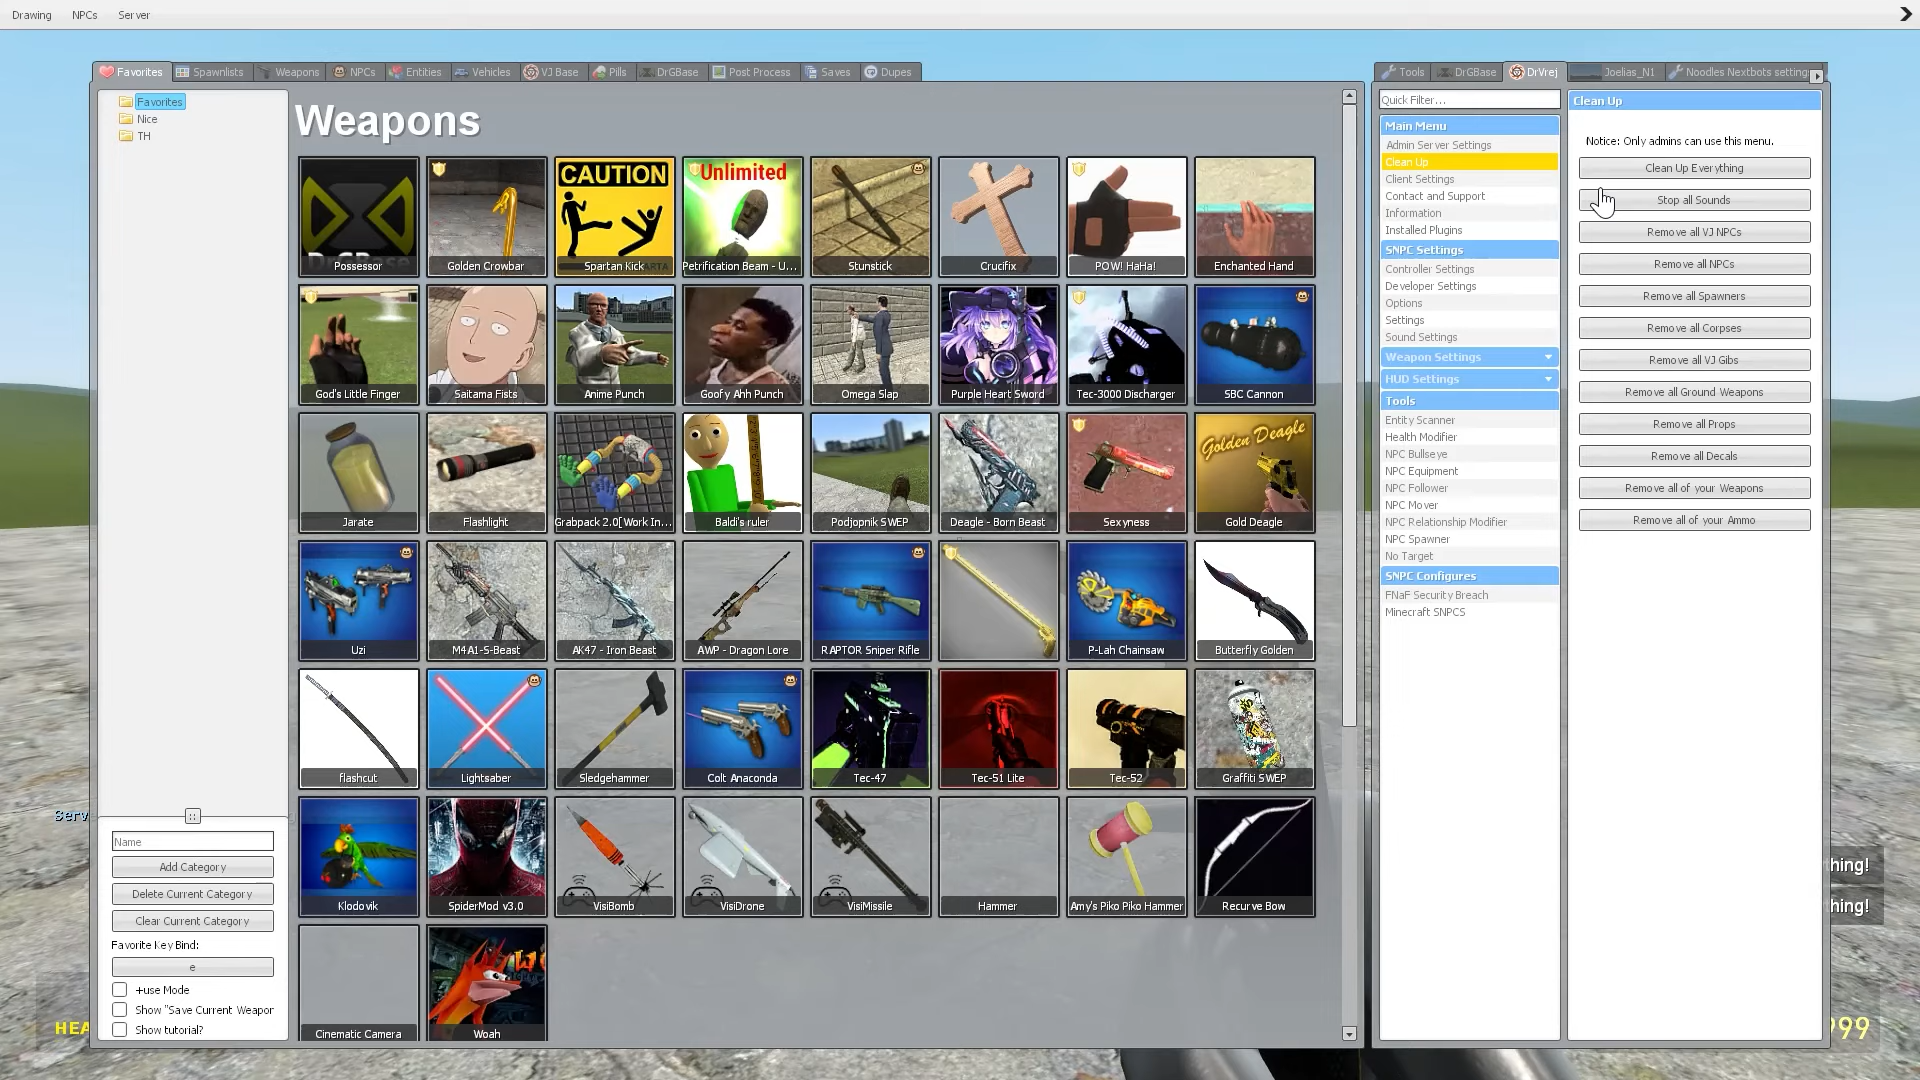 Drawing NPCs Server
Favorites Spawnlists Weapons NPCs Entities Vehicles VJ Base Pills DrGBase Post Process Saves Dupes
Tools DrGBase DrVrej Joelias_N1 Noodles Nextbots setting
Favorites
Nice
TH
Weapons
Possessor
Golden Crowbar
CAUTION
Spartan Kick
Unlimited
Petrification Beam - U...
Stunstick
Crucifix
POW! HaHa!
Enchanted Hand
God's Little Finger
Saitama Fists
Anime Punch
Goofy Ahh Punch
Omega Slap
Purple Heart Sword
Tec-3000 Discharger
SBC Cannon
Jarate
Flashlight
Grabpack 2.0[Work In...
Baldi's ruler
Podjopnik SWEP
Deagle - Born Beast
Sexyness
Golden Deagle
Gold Deagle
Uzi
M4A1-S-Beast
AK47 - Iron Beast
AWP - Dragon Lore
RAPTOR Sniper Rifle
P-Lah Chainsaw
Butterfly Golden
flashcut
Lightsaber
Sledgehammer
Colt Anaconda
Tec-47
Tec-51 Lite
Tec-52
Graffiti SWEP
Klodovik
SpiderMod v3.0
VisiBomb
VisiDrone
VisiMissile
Hammer
Amy's Piko Piko Hammer
Recurve Bow
Cinematic Camera
Woah
Serv
Name
Add Category
Delete Current Category
Clear Current Category
Favorite Key Bind:
e
+use Mode
Show "Save Current Weapor
Show tutorial?
HEA
Quick Filter...
Main Menu
Admin Server Settings
Clean Up
Client Settings
Contact and Support
Information
Installed Plugins
SNPC Settings
Controller Settings
Developer Settings
Options
Settings
Sound Settings
Weapon Settings
HUD Settings
Tools
Entity Scanner
Health Modifier
NPC Bullseye
NPC Equipment
NPC Follower
NPC Mover
NPC Relationship Modifier
NPC Spawner
No Target
SNPC Configures
FNaF Security Breach
Minecraft SNPCS
Clean Up
Notice: Only admins can use this menu.
Clean Up Everything
Stop all Sounds
Remove all VJ NPCs
Remove all NPCs
Remove all Spawners
Remove all Corpses
Remove all VJ Gibs
Remove all Ground Weapons
Remove all Props
Remove all Decals
Remove all of your Weapons
Remove all of your Ammo
thing!
hing!
999